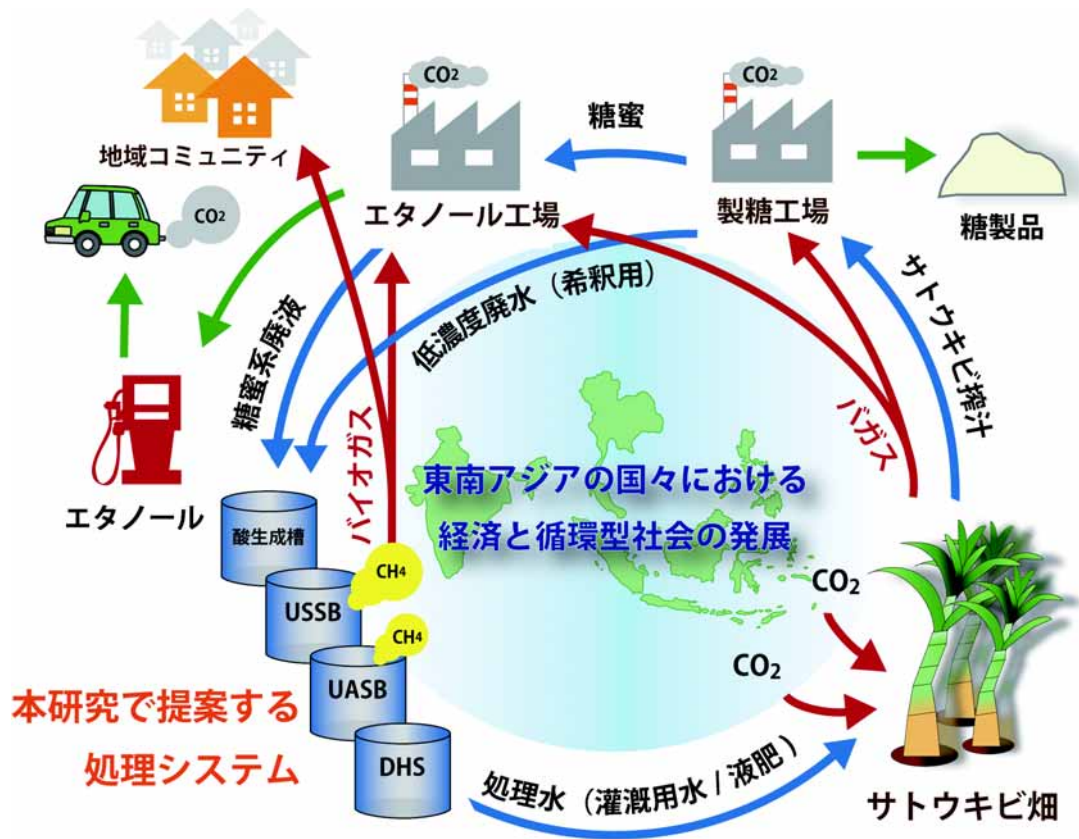 CO2
CO2
糖蜜
地域コミュニティ
CO2
エタノール工場
製糖工場
糖製品
低濃度廃水（希釈用）
サトウキビ搾汁
糖蜜系廃液
バイオガス
バガス
エタノール
東南アジアの国々における
経済と循環型社会の発展
酸生成槽
CH4
USSB
CH4
UASB
CO2
CO2
本研究で提案する
処理システム
DHS
処理水（灌漑用水 / 液肥）
サトウキビ畑